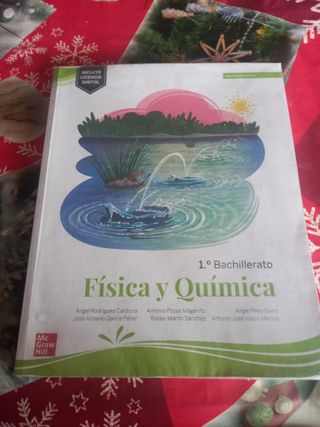 INCLUYE
LICENCIA
DIGITAL
1.º Bachillerato
Física y Química
Ángel Rodríguez Cardona
Antonio Pozas Magariño
Ángel Peña Sainz
José Antonio García Pérez
Rafael Martín Sánchez
Antonio José Vasco Merino
Mc
Graw
Hill